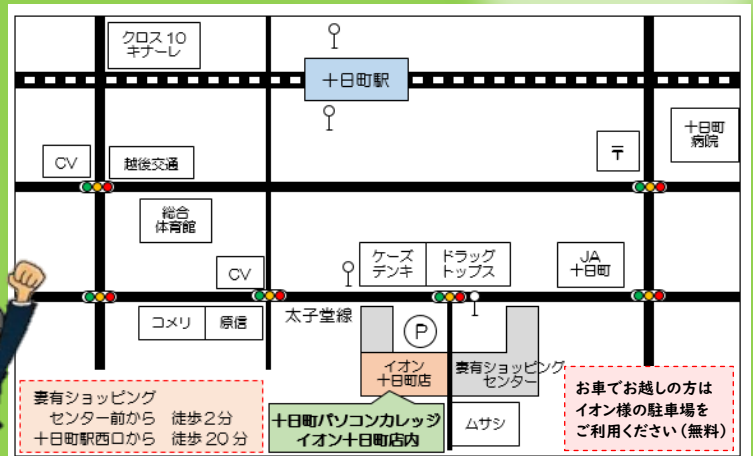 クロス10
キナーレ
十日町駅
十日町
病院
〒
CV
越後交通
総合
体育館
CV
ケーズ
デンキ
ドラッグ
トップス
JA
十日町
コメリ
原信
太子堂線
P
イオン
十日町店
妻有ショッピング
センター
妻有ショッピング
センター前から 徒歩2分
十日町駅西口から 徒歩20分
十日町パソコンカレッジ
イオン十日町店内
ムサシ
お車でお越しの方は
イオン様の駐車場を
ご利用ください(無料)